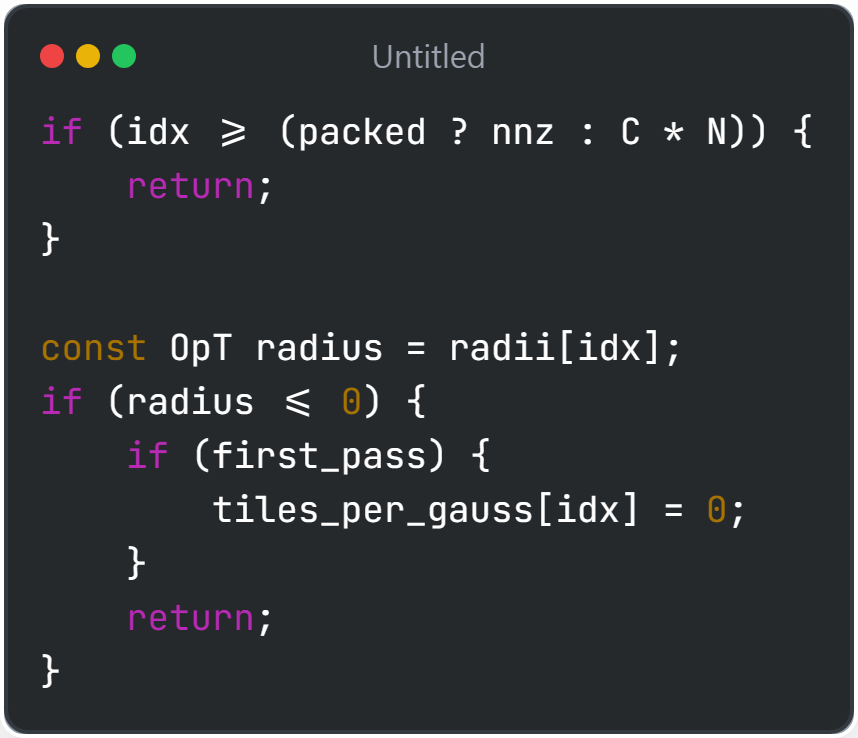 Untitled
if (idx >= (packed ? nnz : C * N)) {
    return;
}

const OpT radius = radii[idx];
if (radius <= 0) {
    if (first_pass) {
        tiles_per_gauss[idx] = 0;
    }
    return;
}